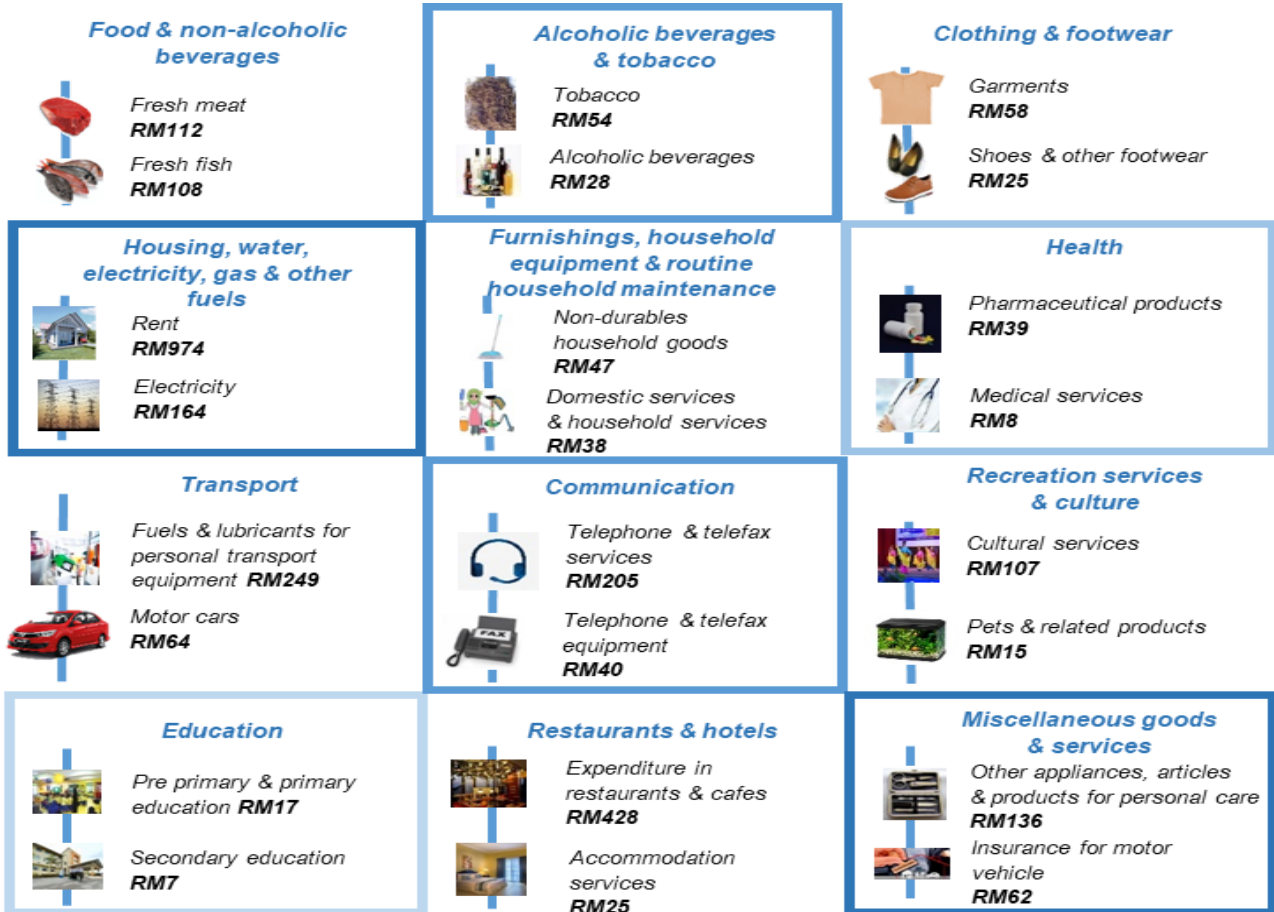 Food & non-alcoholic
beverages
Fresh meat
RM112
Fresh fish
RM108
Alcoholic beverages
& tobacco
Tobacco
RM54
Alcoholic beverages
RM28
Clothing & footwear
Garments
RM58
Shoes & other footwear
RM25
Housing, water,
electricity, gas & other
fuels
Rent
RM974
Electricity
RM164
Furnishings, household
equipment & routine
household maintenance
Non-durables
household goods
RM47
Domestic services
& household services
RM38
Health
Pharmaceutical products
RM39
Medical services
RM8
Transport
Fuels & lubricants for
personal transport
equipment RM249
Motor cars
RM64
Communication
Telephone & telefax
services
RM205
FAX
Telephone & telefax
equipment
RM40
Recreation services
& culture
Cultural services
RM107
Pets & related products
RM15
Education
Pre primary & primary
education RM17
Secondary education
RM7
Restaurants & hotels
Expenditure in
restaurants & cafes
RM428
Accommodation
services
RM25
Miscellaneous goods
& services
Other appliances, articles
& products for personal care
RM136
Insurance for motor
vehicle
RM62